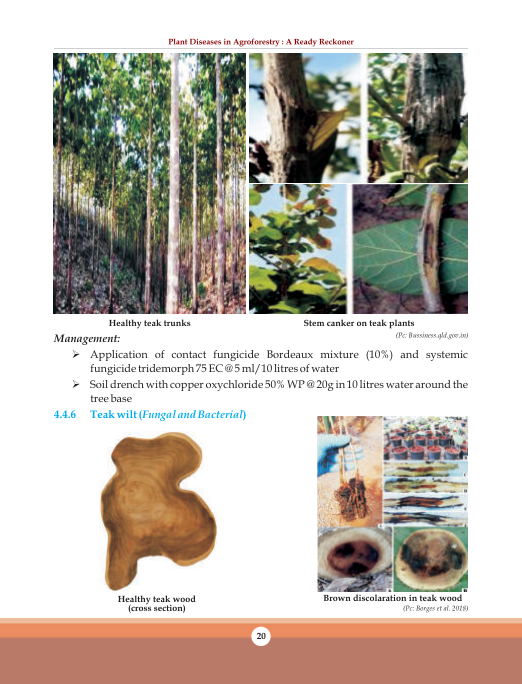 Plant Diseases in Agroforestry : A Ready Reckoner
Healthy teak trunks
Stem canker on teak plants
(Pc: Bussiness.qld.gov.in)
Management:
➢ Application of contact fungicide Bordeaux mixture (10%) and systemic
fungicide tridemorph 75 EC @ 5 ml/10 litres of water
➢ Soil drench with copper oxychloride 50% WP @ 20g in 10 litres water around the
tree base
4.4.6 Teak wilt (Fungal and Bacterial)
Healthy teak wood
(cross section)
Brown discolaration in teak wood
(Pc: Borges et al. 2018)
20